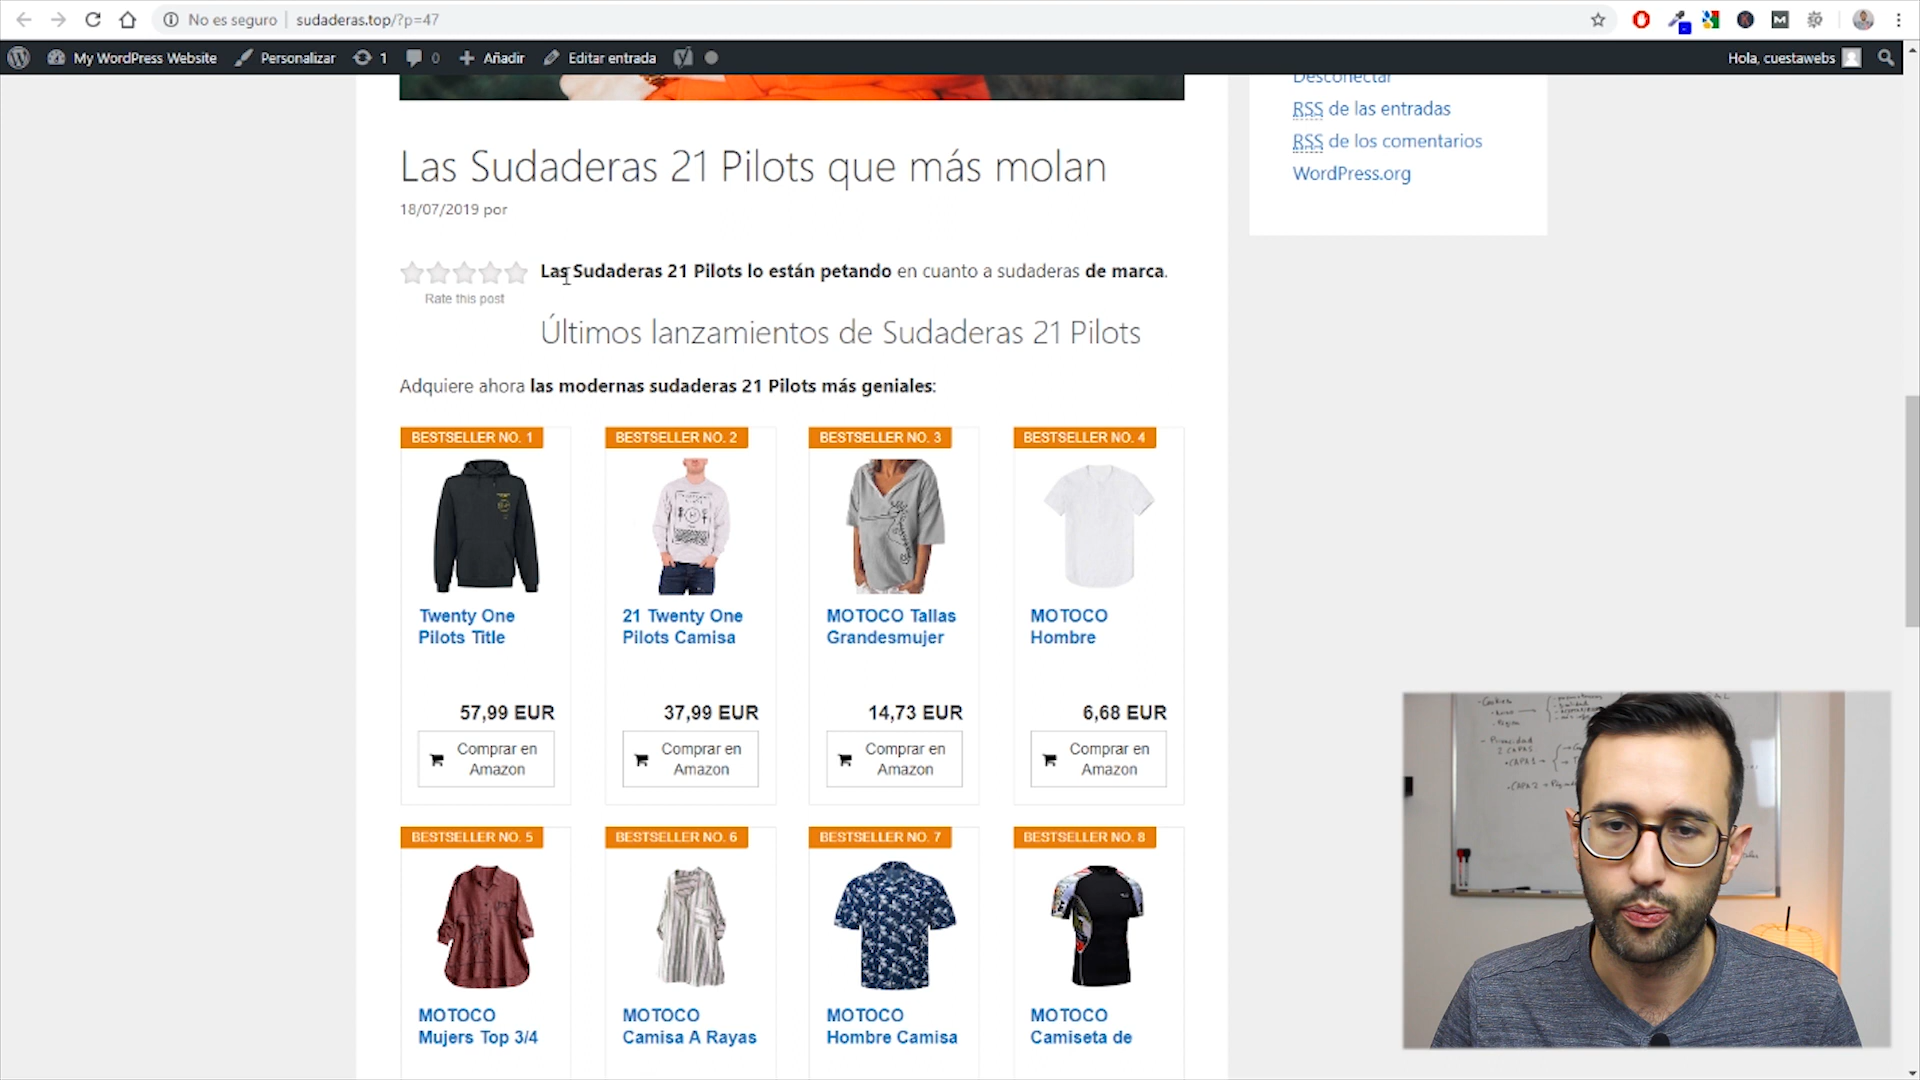 No es seguro | sudaderas.top/?p=47
My WordPress Website Personalizar 1 0 Añadir Editar entrada Hola, cuestawebs
Desconectar
RSS de las entradas
RSS de los comentarios
WordPress.org
Las Sudaderas 21 Pilots que más molan
18/07/2019 por
Las Sudaderas 21 Pilots lo están petando en cuanto a sudaderas de marca.
Rate this post
Últimos lanzamientos de Sudaderas 21 Pilots
Adquiere ahora las modernas sudaderas 21 Pilots más geniales:
BESTSELLER NO. 1 BESTSELLER NO. 2 BESTSELLER NO. 3 BESTSELLER NO. 4
Twenty One 21 Twenty One MOTOCO Tallas MOTOCO
Pilots Title Pilots Camisa Grandesmujer Hombre
57,99 EUR 37,99 EUR 14,73 EUR 6,68 EUR
Comprar en Comprar en Comprar en Comprar en
Amazon Amazon Amazon Amazon
BESTSELLER NO. 5 BESTSELLER NO. 6 BESTSELLER NO. 7 BESTSELLER NO. 8
MOTOCO MOTOCO MOTOCO MOTOCO
Mujers Top 3/4 Camisa A Rayas Hombre Camisa Camiseta de